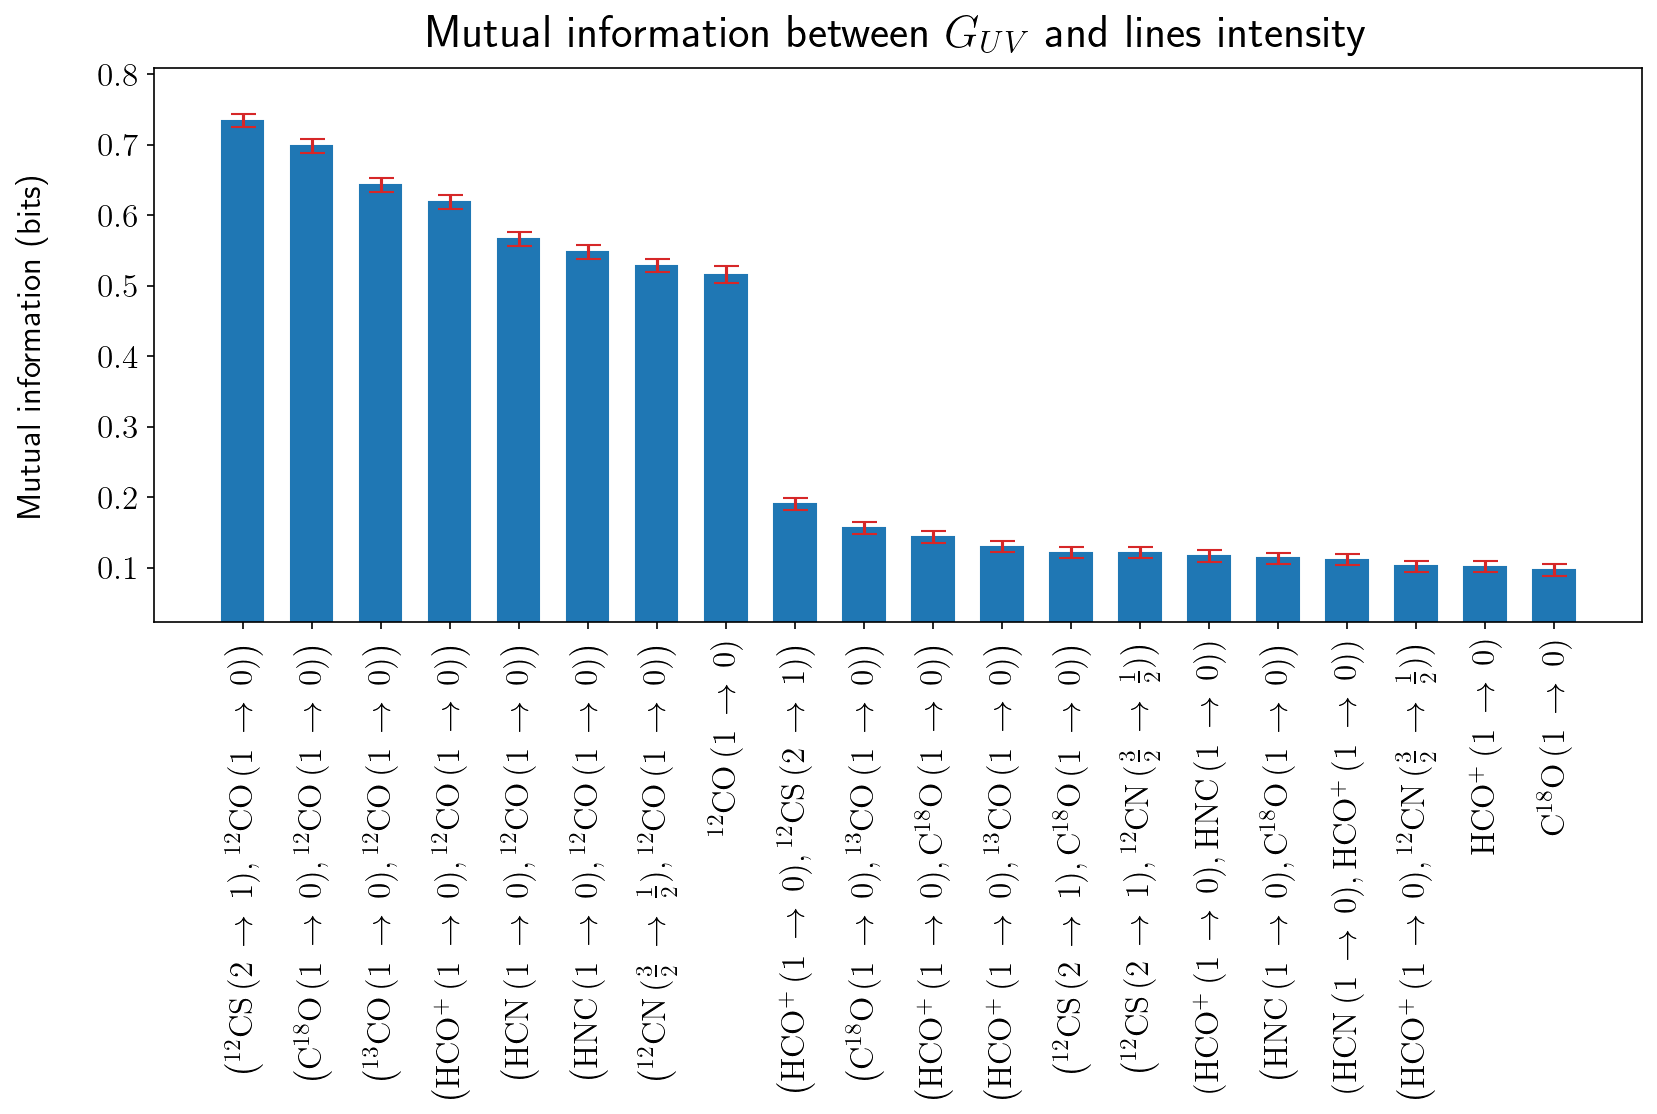 Mutual information between $G_{UV}$ and lines intensity
Mutual information (bits)
0.8
0.7
0.6
0.5
0.4
0.3
0.2
0.1
(¹²CS (2 → 1), ¹²CO (1 → 0))
(C¹⁸O (1 → 0), ¹²CO (1 → 0))
(¹³CO (1 → 0), ¹²CO (1 → 0))
(HCO⁺ (1 → 0), ¹²CO (1 → 0))
(HCN (1 → 0), ¹²CO (1 → 0))
(HNC (1 → 0), ¹²CO (1 → 0))
(¹²CN (3/2 → 1/2), ¹²CO (1 → 0))
¹²CO (1 → 0)
(HCO⁺ (1 → 0), ¹²CS (2 → 1))
(C¹⁸O (1 → 0), ¹³CO (1 → 0))
(HCO⁺ (1 → 0), C¹⁸O (1 → 0))
(HCO⁺ (1 → 0), ¹³CO (1 → 0))
(¹²CS (2 → 1), C¹⁸O (1 → 0))
(¹²CS (2 → 1), ¹²CN (3/2 → 1/2))
(HCO⁺ (1 → 0), HNC (1 → 0))
(HNC (1 → 0), C¹⁸O (1 → 0))
(HCN (1 → 0), HCO⁺ (1 → 0))
(HCO⁺ (1 → 0), ¹²CN (3/2 → 1/2))
HCO⁺ (1 → 0)
C¹⁸O (1 → 0)